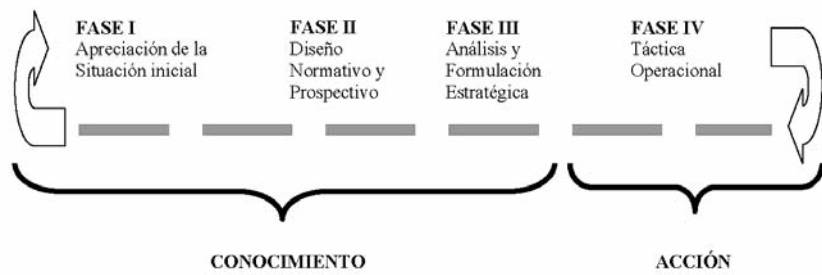 FASE I
Apreciación de la
Situación inicial
FASE II
Diseño
Normativo y
Prospectivo
FASE III
Análisis y
Formulación
Estratégica
FASE IV
Táctica
Operacional
CONOCIMIENTO
ACCIÓN